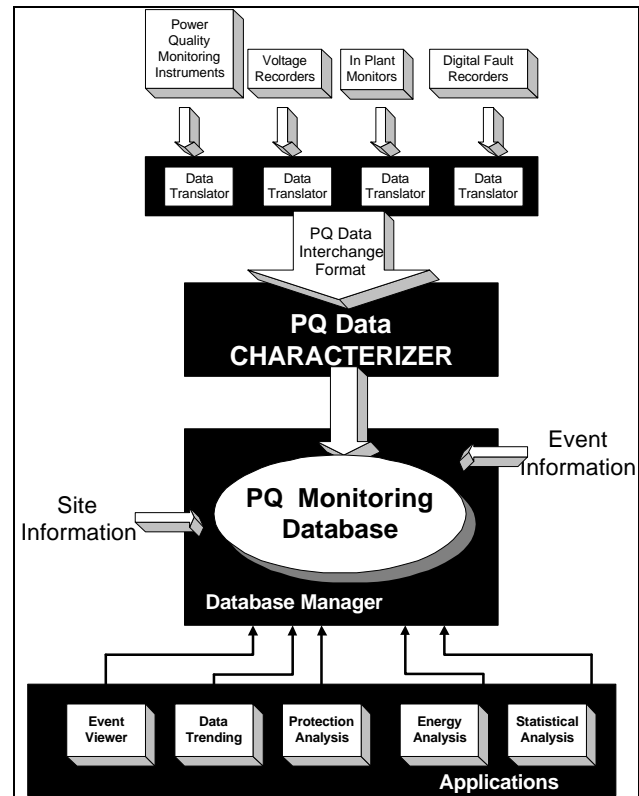 Power
Quality
Monitoring
Instruments
Voltage
Recorders
In Plant
Monitors
Digital Fault
Recorders
Data
Translator
Data
Translator
Data
Translator
Data
Translator
PQ Data
Interchange
Format
PQ Data
CHARACTERIZER
Event
Information
Site
Information
PQ Monitoring
Database
Database Manager
Event
Viewer
Data
Trending
Protection
Analysis
Energy
Analysis
Statistical
Analysis
Applications